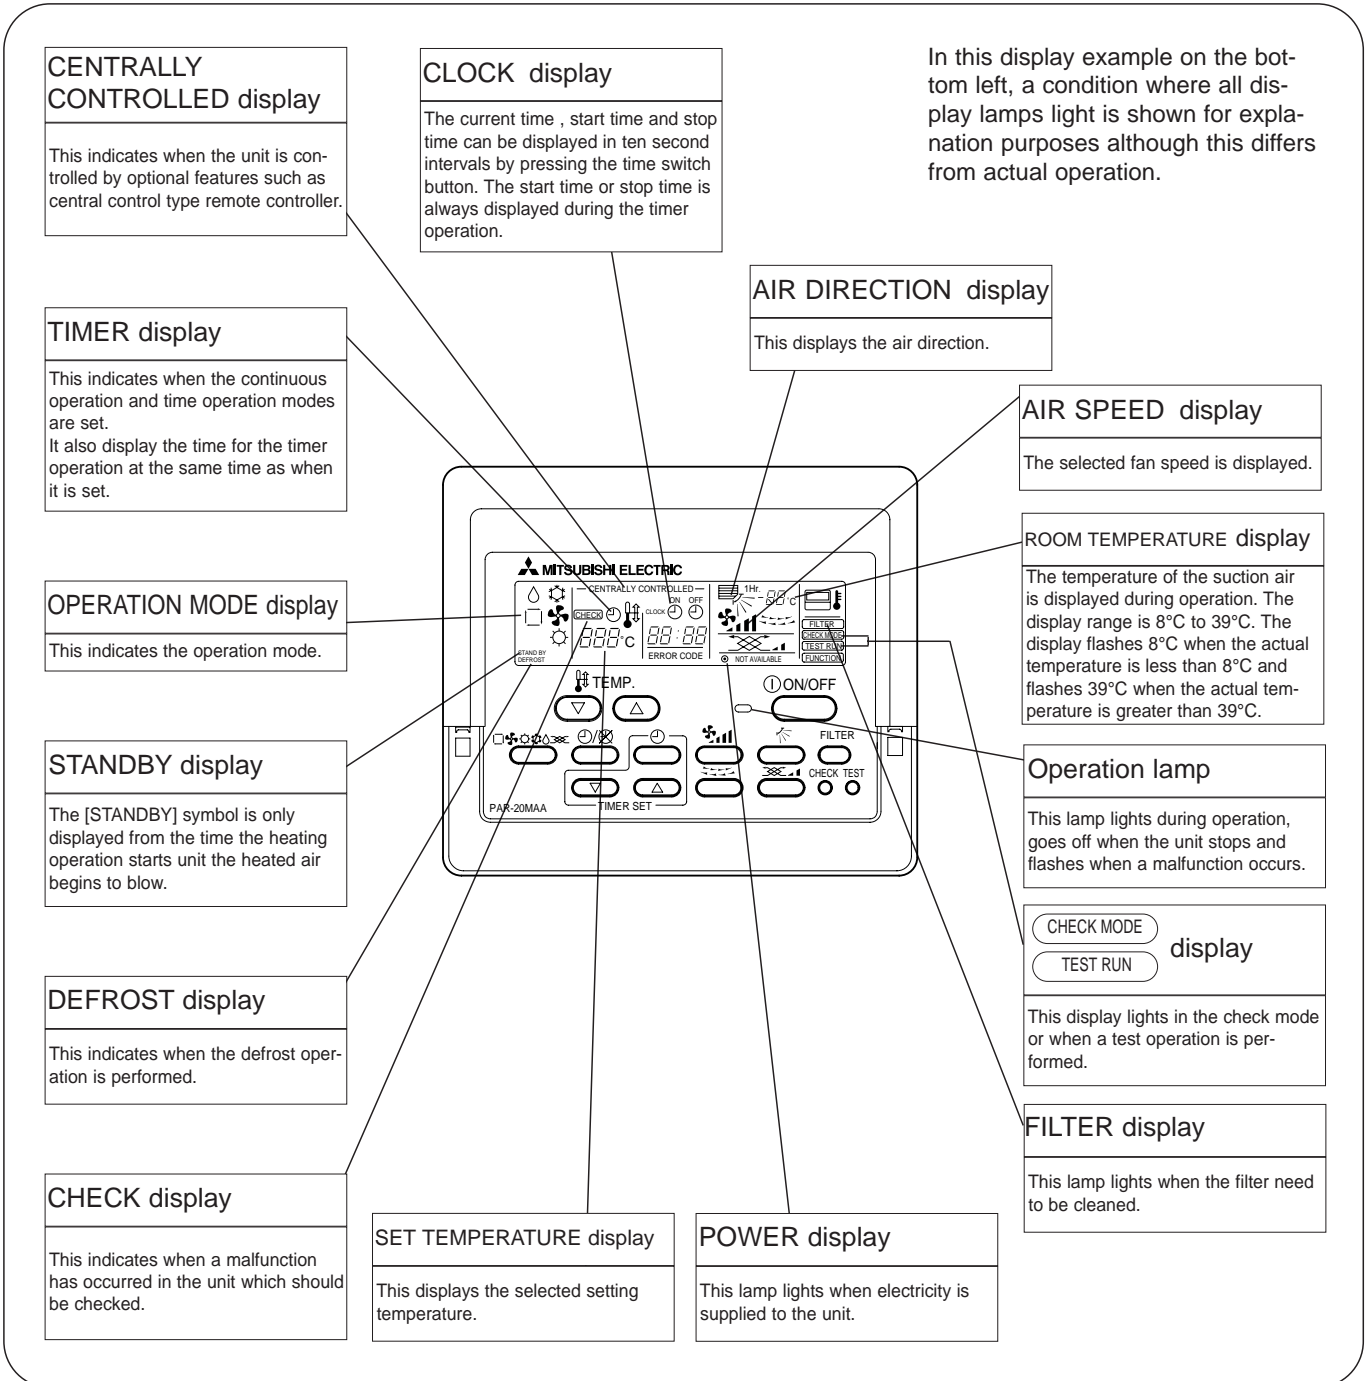 CENTRALLY
CONTROLLED display
This indicates when the unit is con-
trolled by optional features such as
central control type remote controller.
CLOCK display
The current time , start time and stop
time can be displayed in ten second
intervals by pressing the time switch
button. The start time or stop time is
always displayed during the timer
operation.
In this display example on the bot-
tom left, a condition where all dis-
play lamps light is shown for expla-
nation purposes although this differs
from actual operation.
TIMER display
This indicates when the continuous
operation and time operation modes
are set.
It also display the time for the timer
operation at the same time as when
it is set.
AIR DIRECTION display
This displays the air direction.
AIR SPEED display
The selected fan speed is displayed.
ROOM TEMPERATURE display
The temperature of the suction air
is displayed during operation. The
display range is 8°C to 39°C. The
display flashes 8°C when the actual
temperature is less than 8°C and
flashes 39°C when the actual tem-
perature is greater than 39°C.
OPERATION MODE display
This indicates the operation mode.
STANDBY display
The [STANDBY] symbol is only
displayed from the time the heating
operation starts unit the heated air
begins to blow.
DEFROST display
This indicates when the defrost oper-
ation is performed.
CHECK display
This indicates when a malfunction
has occurred in the unit which should
be checked.
MITSUBISHI ELECTRIC
CENTRALLY CONTROLLED
ON OFF
1Hr.
88°C
CHECK
CLOCK
888°C
88:88
ERROR CODE
STAND BY
DEFROST
NOT AVAILABLE
FILTER
CHECK MODE
TEST RUN
FUNCTION
TEMP.
ON/OFF
FILTER
CHECK TEST
PAR-20MAA
TIMER SET
Operation lamp
This lamp lights during operation,
goes off when the unit stops and
flashes when a malfunction occurs.
CHECK MODE
TEST RUN
display
This display lights in the check mode
or when a test operation is per-
formed.
FILTER display
This lamp lights when the filter need
to be cleaned.
SET TEMPERATURE display
This displays the selected setting
temperature.
POWER display
This lamp lights when electricity is
supplied to the unit.